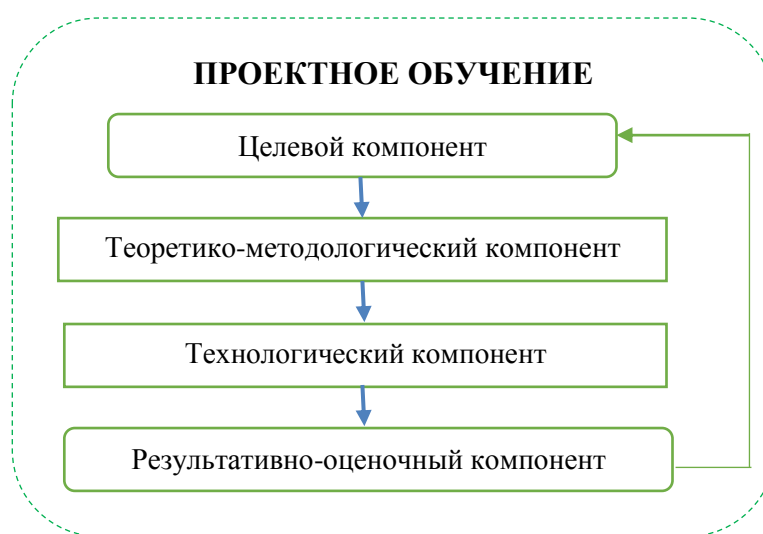 ПРОЕКТНОЕ ОБУЧЕНИЕ
Целевой компонент
Теоретико-методологический компонент
Технологический компонент
Результативно-оценочный компонент